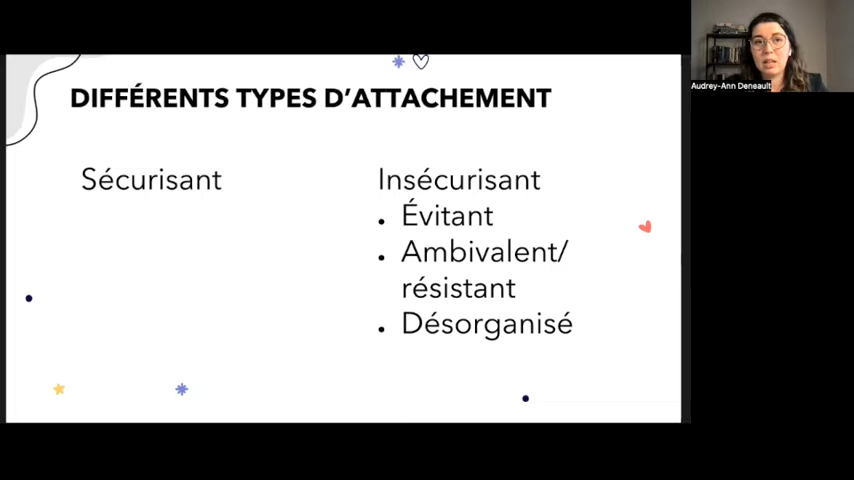 DIFFÉRENTS TYPES D'ATTACHEMENT
Sécurisant
Insécurisant
• Évitant
• Ambivalent/
résistant
• Désorganisé
Audrey-Ann Deneault